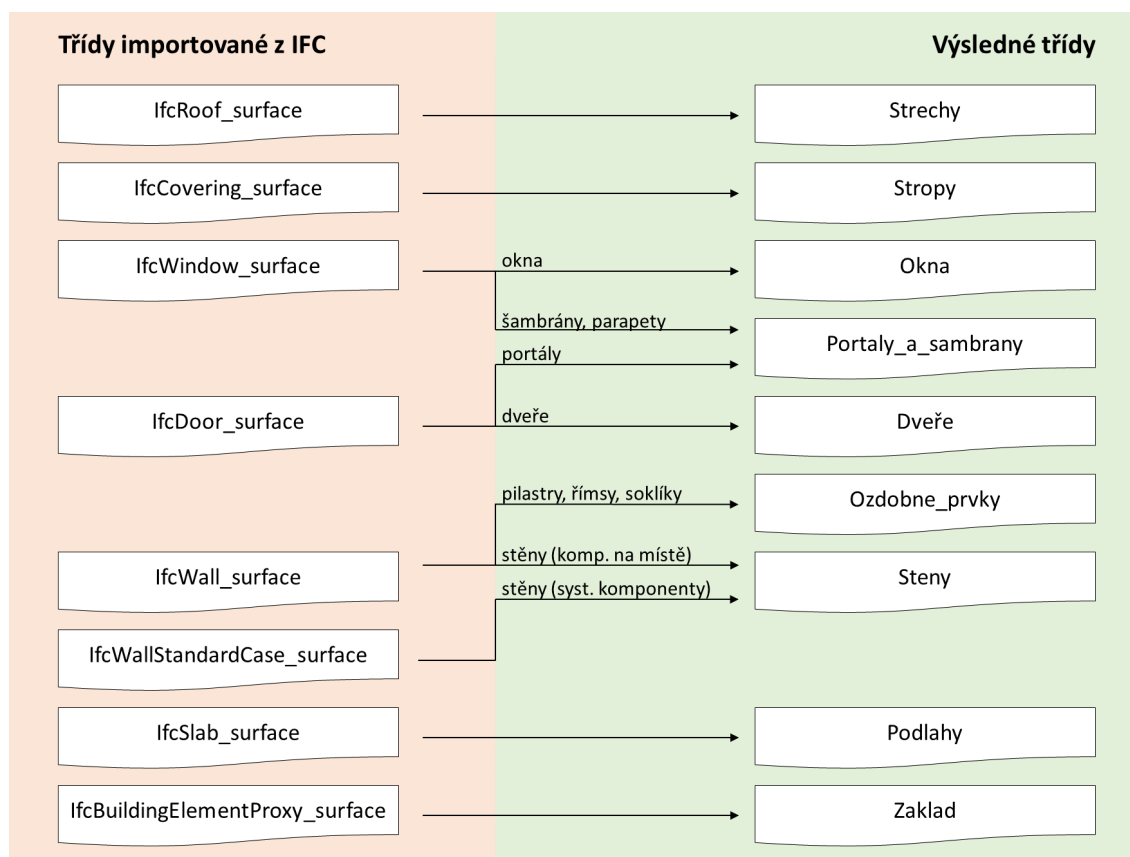 Třídy importované z IFC
Výsledné třídy
IfcRoof_surface
Strechy
IfcCovering_surface
Stropy
IfcWindow_surface
okna
Okna
šambrány, parapety
Portaly_a_sambrany
portály
IfcDoor_surface
dveře
Dveře
pilastry, římsy, soklíky
Ozdobne_prvky
IfcWall_surface
stěny (komp. na místě)
Steny
stěny (syst. komponenty)
IfcWallStandardCase_surface
IfcSlab_surface
Podlahy
IfcBuildingElementProxy_surface
Zaklad